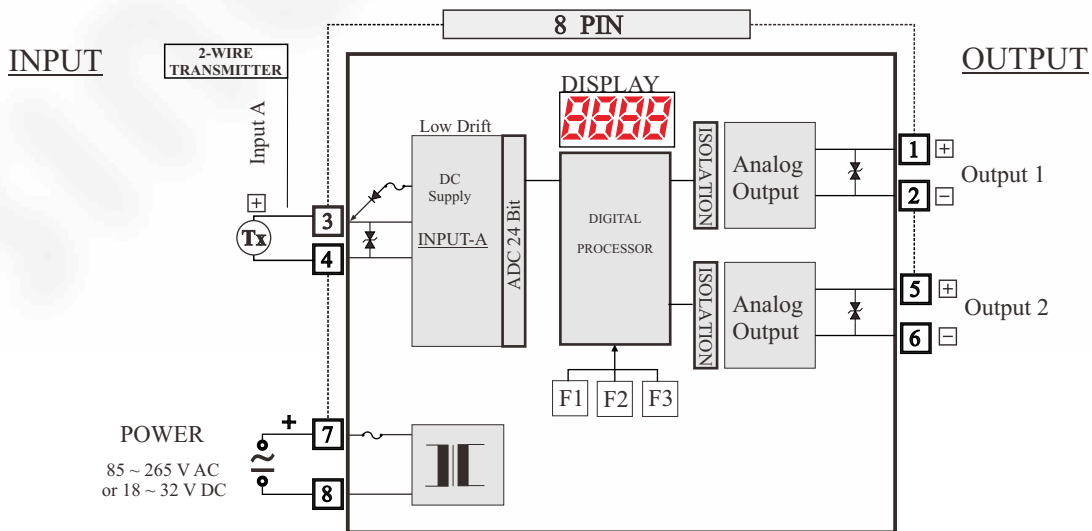 8 PIN
INPUT
2-WIRE
TRANSMITTER
OUTPUT
Input A
DISPLAY
8888
Low Drift
DC
Supply
INPUT-A
ADC 24 Bit
DIGITAL
PROCESSOR
ISOLATION
Analog
Output
1 +
2 −
Output 1
+
Tx
3
4
ISOLATION
Analog
Output
5 +
6 −
Output 2
F1 F2 F3
POWER
85 ~ 265 V AC
or 18 ~ 32 V DC
+
7
8